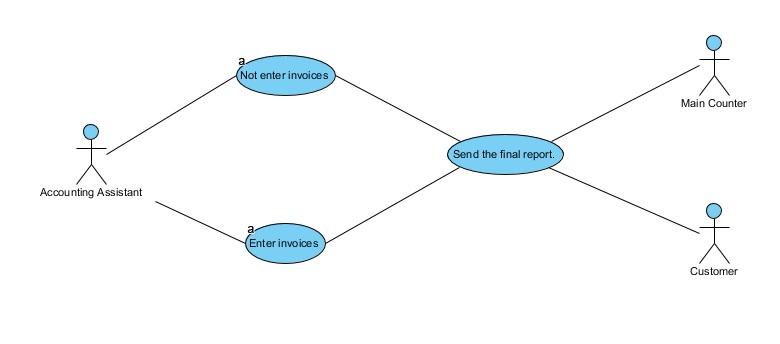 a
Not enter invoices
Main Counter
Send the final report.
Accounting Assistant
a
Enter invoices
Customer